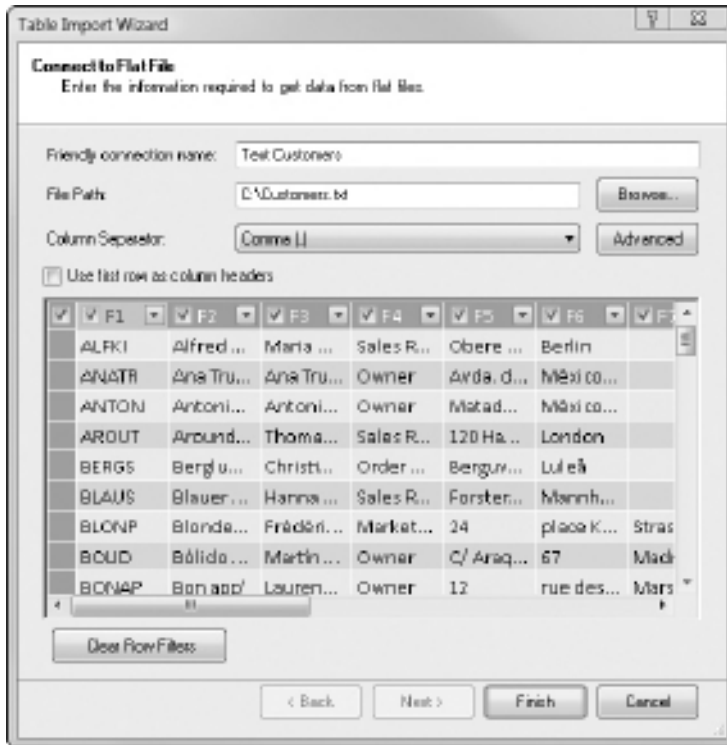 Table Import Wizard
Connect to Flat File
Enter the information required to get data from flat files.
Friendly connection name: Text Customers
File Path: C:\Customers.txt Browse...
Column Separator: Comma (,) Advanced
Use first row as column headers
F1 F2 F3 F4 F5 F6 F7
ALFKI Alfred ... Maria ... Sales R... Obere ... Berlin
ANATR Ana Tru... Ana Tru... Owner Avda. d... México...
ANTON Antoni... Antoni... Owner Matad... México...
AROUT Around... Thoma... Sales R... 120 Ha... London
BERGS Berglu... Christi... Order ... Berguv... Luleå
BLAUS Blauer ... Hanna ... Sales R... Forster... Mannh...
BLONP Blonde... Frédéri... Market... 24 place K... Stras
BOLID Bólido ... Martín ... Owner C/ Araq... 67 Madr
BONAP Bon app' Lauren... Owner 12 rue des... Mars
Clear Row Filters
< Back Next > Finish Cancel